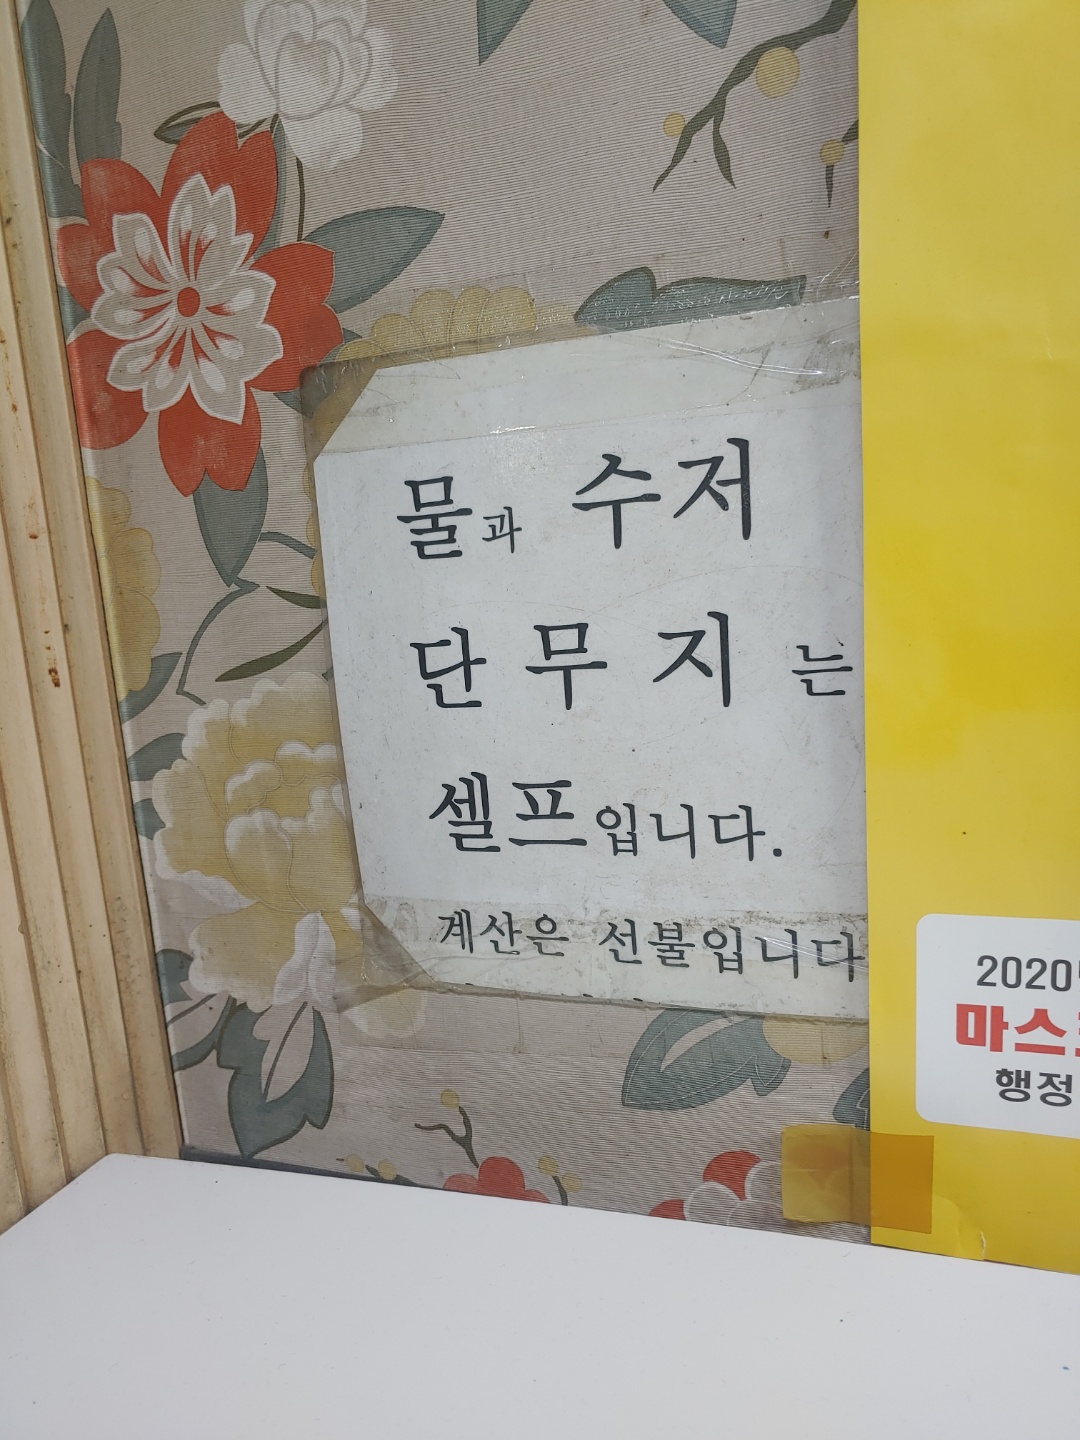 물과 수저
단무지는
셀프입니다.
계산은 선불입니다
2020
마스
행정